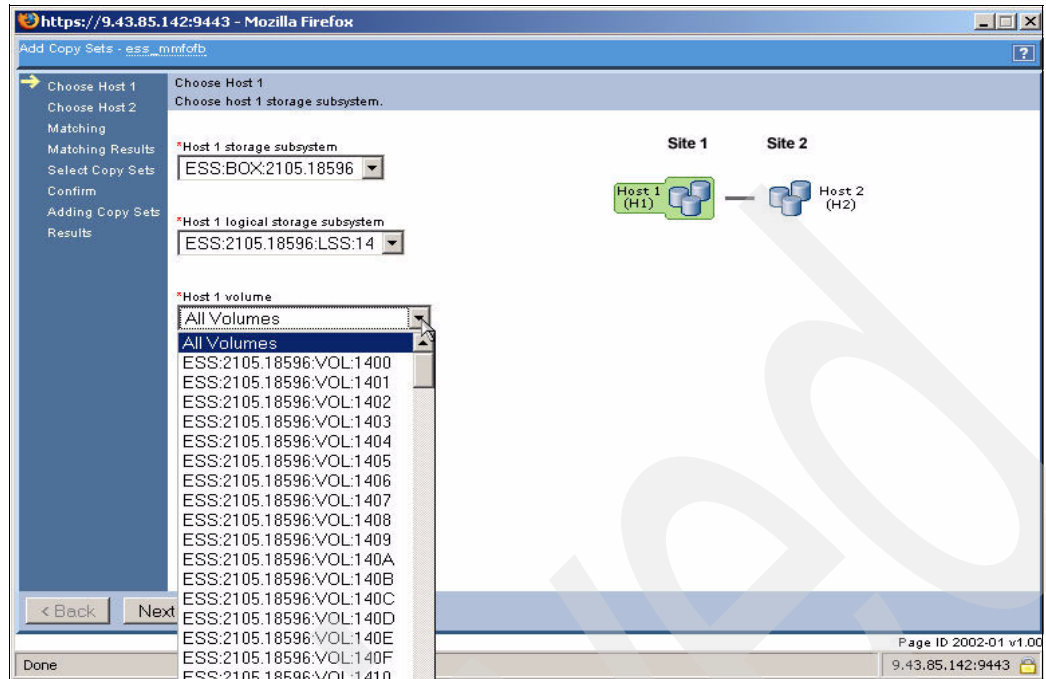 https://9.43.85.142:9443 - Mozilla Firefox
Add Copy Sets - ess_mmfofb
?
Choose Host 1
Choose Host 2
Matching
Matching Results
Select Copy Sets
Confirm
Adding Copy Sets
Results
Choose Host 1
Choose host 1 storage subsystem.
*Host 1 storage subsystem
ESS:BOX:2105.18596
*Host 1 logical storage subsystem
ESS:2105.18596:LSS:14
*Host 1 volume
All Volumes
All Volumes
ESS:2105.18596:VOL:1400
ESS:2105.18596:VOL:1401
ESS:2105.18596:VOL:1402
ESS:2105.18596:VOL:1403
ESS:2105.18596:VOL:1404
ESS:2105.18596:VOL:1405
ESS:2105.18596:VOL:1406
ESS:2105.18596:VOL:1407
ESS:2105.18596:VOL:1408
ESS:2105.18596:VOL:1409
ESS:2105.18596:VOL:140A
ESS:2105.18596:VOL:140B
ESS:2105.18596:VOL:140C
ESS:2105.18596:VOL:140D
ESS:2105.18596:VOL:140E
ESS:2105.18596:VOL:140F
ESS:2105.18596:VOL:1410
Site 1 Site 2
Host 1
(H1)
Host 2
(H2)
< Back Next
Page ID 2002-01 v1.00
Done
9.43.85.142:9443